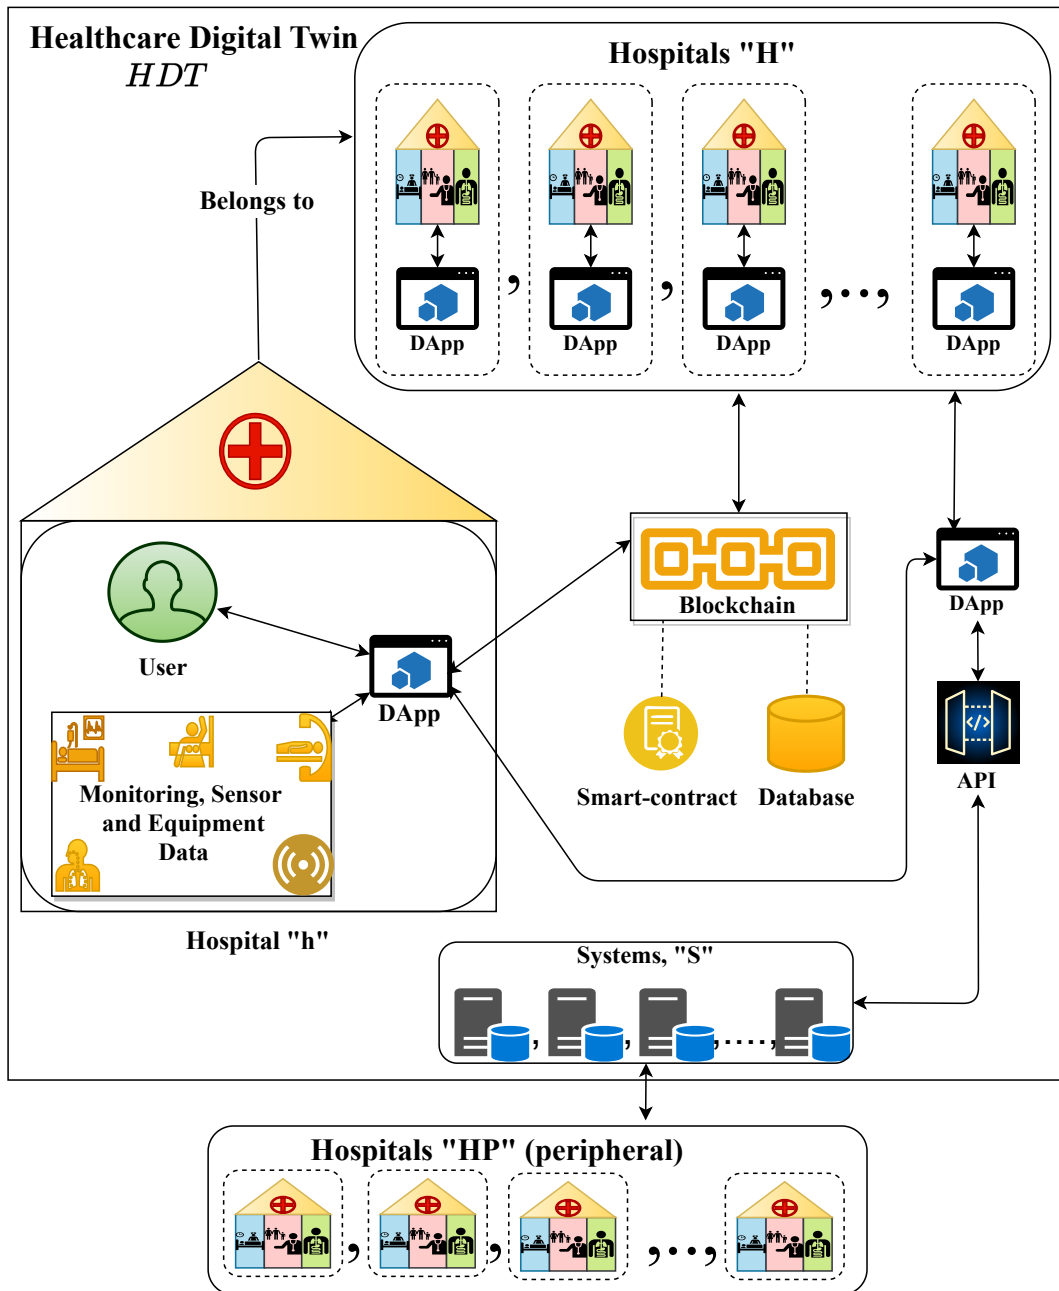 Healthcare Digital Twin
HDT
Hospitals "H"
Belongs to
DApp
,
DApp
,
DApp
,..,
DApp
User
DApp
Monitoring, Sensor
and Equipment
Data
Hospital "h"
Blockchain
Smart-contract
Database
DApp
</>
API
Systems, "S"
, , ,...., 
Hospitals "HP" (peripheral)
, , ,..,